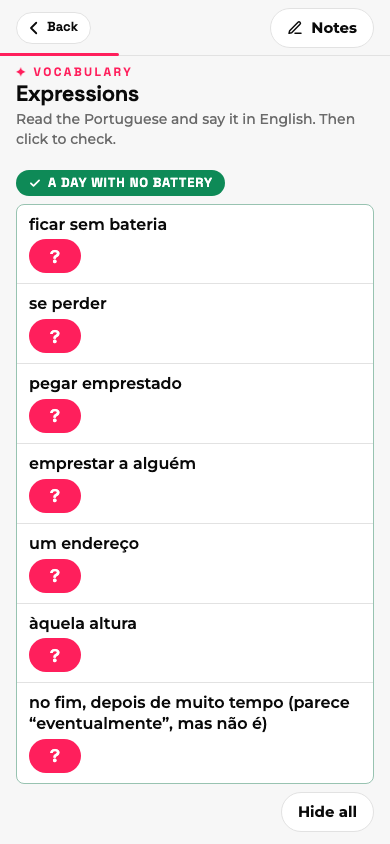 Back
Notes
VOCABULARY
Expressions
Read the Portuguese and say it in English. Then
click to check.
A DAY WITH NO BATTERY
ficar sem bateria
?
se perder
?
pegar emprestado
?
emprestar a alguém
?
um endereço
?
àquela altura
?
no fim, depois de muito tempo (parece
“eventualmente”, mas não é)
?
Hide all